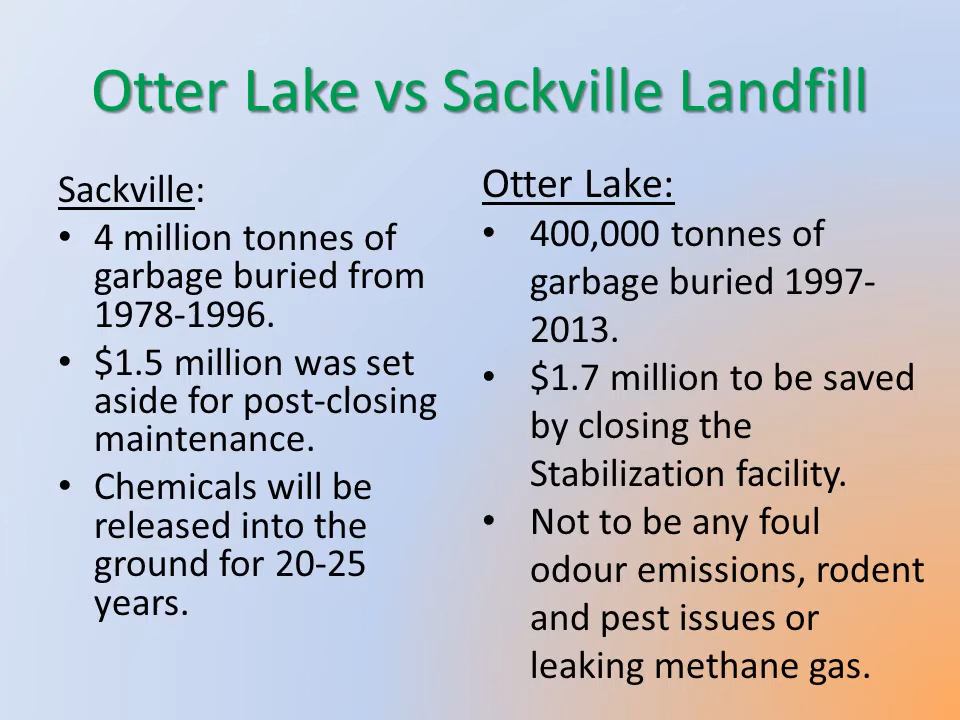 Otter Lake vs Sackville Landfill
Sackville:
• 4 million tonnes of
garbage buried from
1978-1996.
• $1.5 million was set
aside for post-closing
maintenance.
• Chemicals will be
released into the
ground for 20-25
years.
Otter Lake:
• 400,000 tonnes of
garbage buried 1997-
2013.
• $1.7 million to be saved
by closing the
Stabilization facility.
• Not to be any foul
odour emissions, rodent
and pest issues or
leaking methane gas.